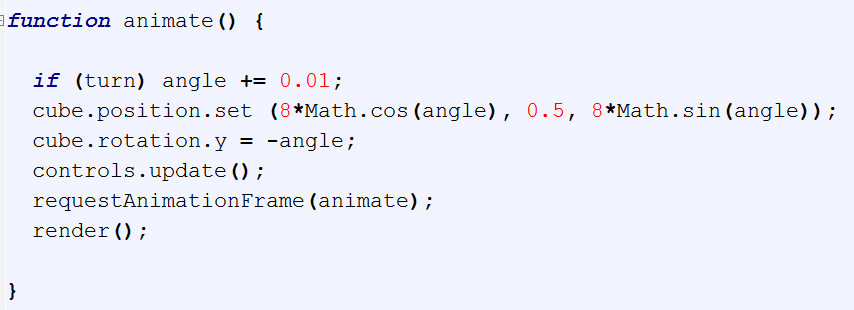 function animate() {
if (turn) angle += 0.01;
cube.position.set (8*Math.cos(angle), 0.5, 8*Math.sin(angle));
cube.rotation.y = -angle;
controls.update();
requestAnimationFrame(animate);
render();
}